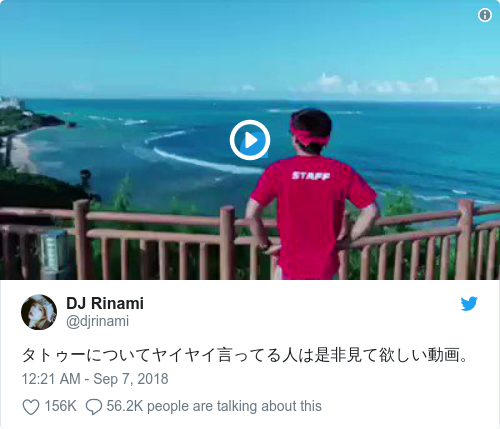 STAFF
DJ Rinami
@djrinami
タトゥーについてヤイヤイ言ってる人は是非見て欲しい動画。
12:21 AM - Sep 7, 2018
156K 56.2K people are talking about this